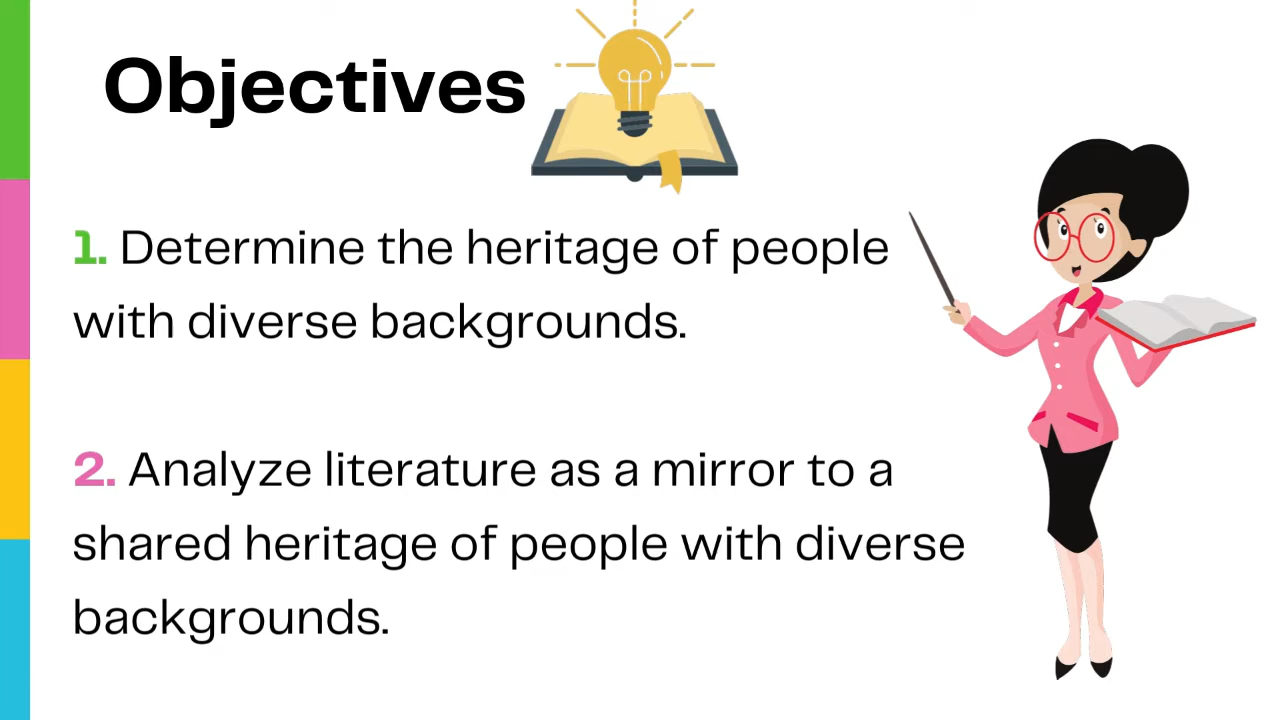 Objectives
1. Determine the heritage of people
with diverse backgrounds.
2. Analyze literature as a mirror to a
shared heritage of people with diverse
backgrounds.